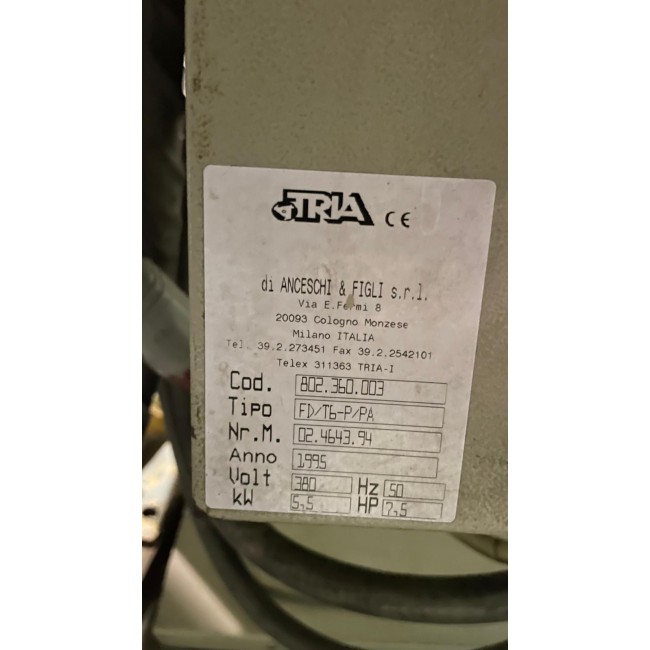 TRIA CE
di ANCESCHI & FIGLI s.r.l.
Via E.Fermi 8
20093 Cologno Monzese
Milano ITALIA
Tel. 39.2.273451 Fax 39.2.2542101
Telex 311363 TRIA-I
Cod. 802.360.003
Tipo FD/T6-P/PA
Nr.M. 02.4643.94
Anno 1995
Volt 380 Hz 50
kW 5,5 HP 7,5